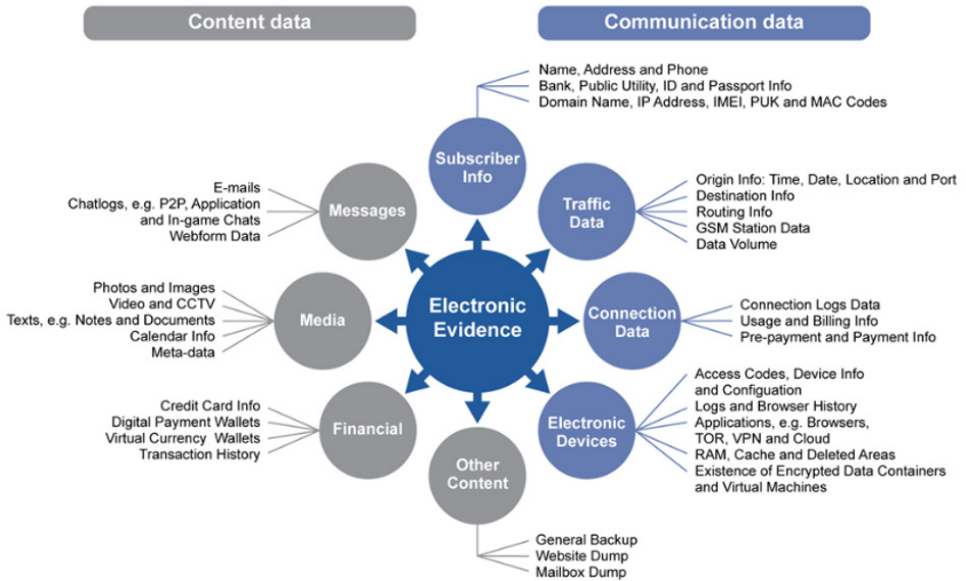 Content data
Communication data
Name, Address and Phone
Bank, Public Utility, ID and Passport Info
Domain Name, IP Address, IMEI, PUK and MAC Codes
Subscriber
Info
E-mails
Chatlogs, e.g. P2P, Application
and In-game Chats
Webform Data
Messages
Traffic
Data
Origin Info: Time, Date, Location and Port
Destination Info
Routing Info
GSM Station Data
Data Volume
Photos and Images
Video and CCTV
Texts, e.g. Notes and Documents
Calendar Info
Meta-data
Media
Electronic
Evidence
Connection
Data
Connection Logs Data
Usage and Billing Info
Pre-payment and Payment Info
Credit Card Info
Digital Payment Wallets
Virtual Currency Wallets
Transaction History
Financial
Electronic
Devices
Access Codes, Device Info
and Configuation
Logs and Browser History
Applications, e.g. Browsers,
TOR, VPN and Cloud
RAM, Cache and Deleted Areas
Existence of Encrypted Data Containers
and Virtual Machines
Other
Content
General Backup
Website Dump
Mailbox Dump